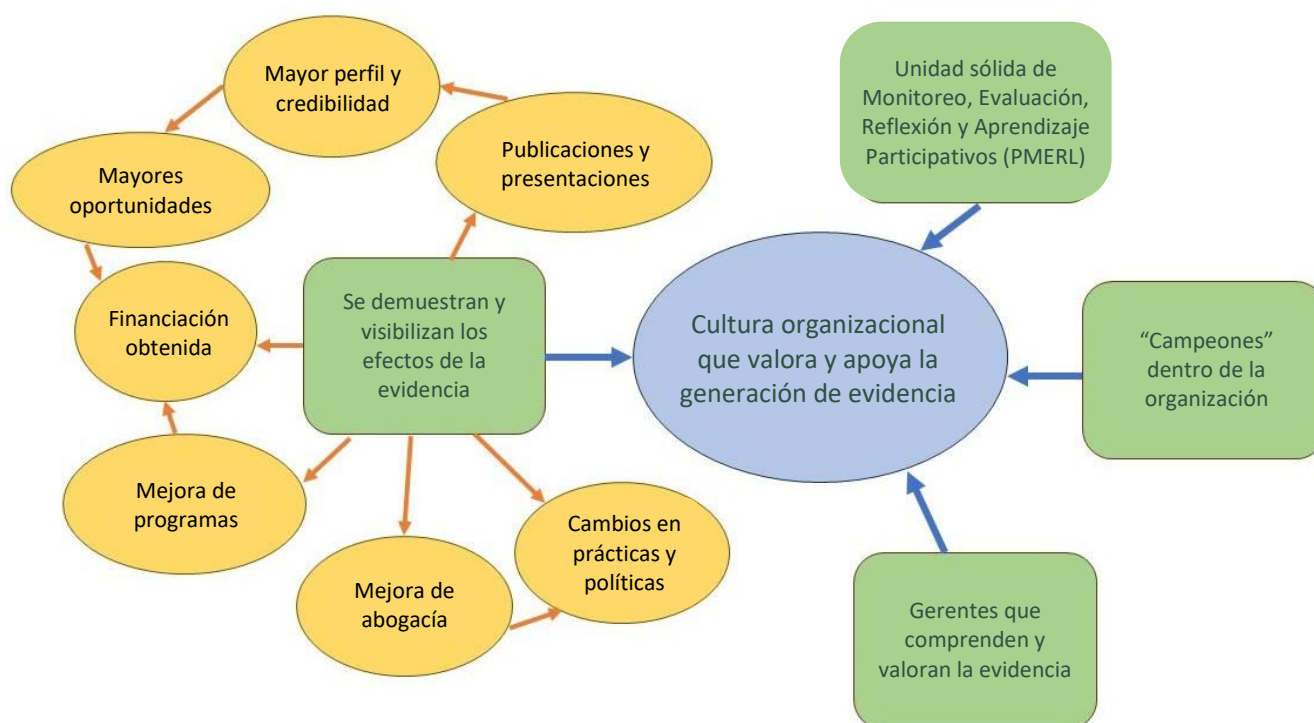 Mayor perfil y
credibilidad
Publicaciones y
presentaciones
Mayores
oportunidades
Financiación
obtenida
Se demuestran y
visibilizan los
efectos de la
evidencia
Mejora de
programas
Mejora de
abogacía
Cambios en
prácticas y
políticas
Cultura organizacional
que valora y apoya la
generación de evidencia
Unidad sólida de
Monitoreo, Evaluación,
Reflexión y Aprendizaje
Participativos (PMERL)
“Campeones”
dentro de la
organización
Gerentes que
comprenden y
valoran la evidencia